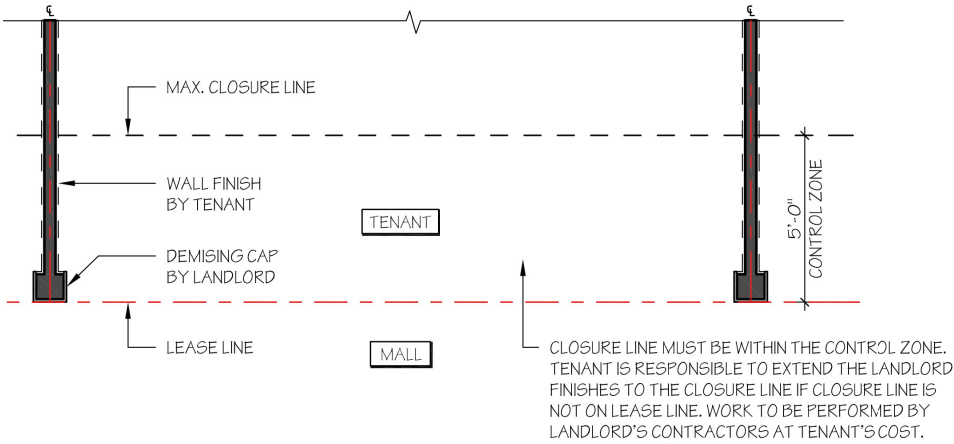 ℄
℄
MAX. CLOSURE LINE
WALL FINISH
BY TENANT
TENANT
5'-0"
CONTROL ZONE
DEMISING CAP
BY LANDLORD
LEASE LINE
MALL
CLOSURE LINE MUST BE WITHIN THE CONTROL ZONE.
TENANT IS RESPONSIBLE TO EXTEND THE LANDLORD
FINISHES TO THE CLOSURE LINE IF CLOSURE LINE IS
NOT ON LEASE LINE. WORK TO BE PERFORMED BY
LANDLORD'S CONTRACTORS AT TENANT'S COST.